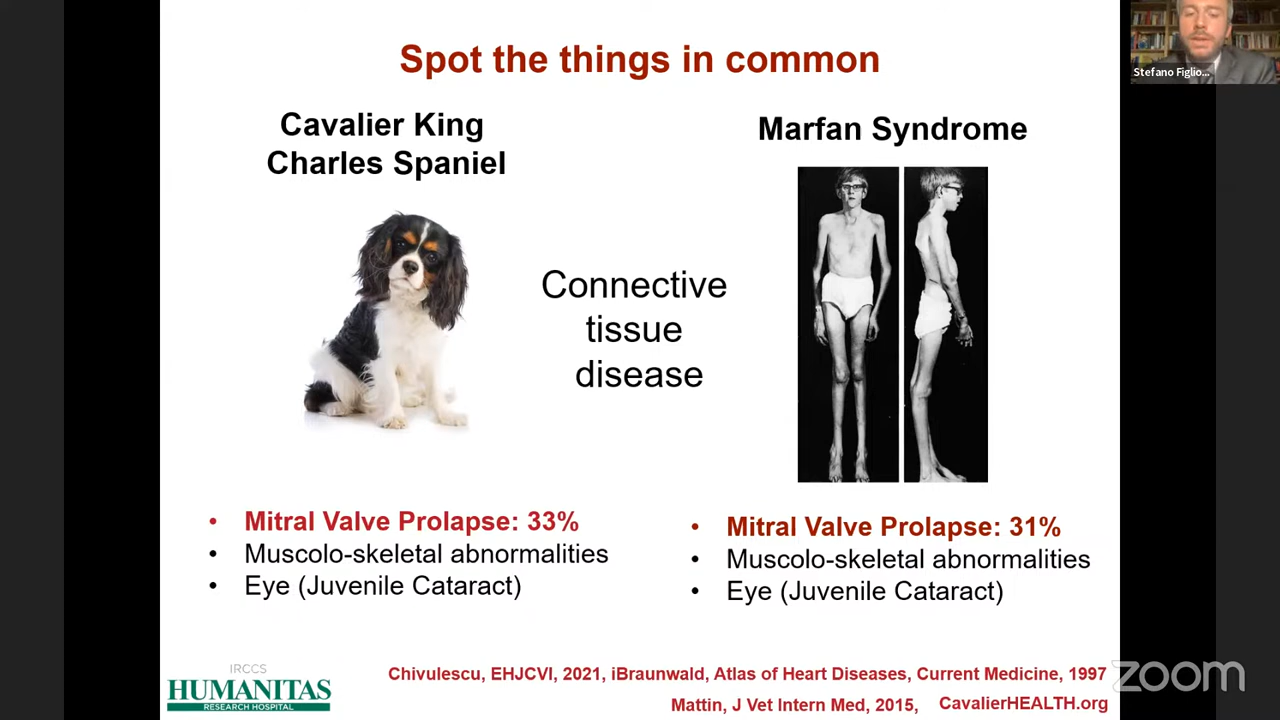 Spot the things in common
Stefano Figlio...
Cavalier King
Charles Spaniel
Marfan Syndrome
Connective
tissue
disease
• Mitral Valve Prolapse: 33%
• Muscolo-skeletal abnormalities
• Eye (Juvenile Cataract)
• Mitral Valve Prolapse: 31%
• Muscolo-skeletal abnormalities
• Eye (Juvenile Cataract)
IRCCS
HUMANITAS
RESEARCH HOSPITAL
Chivulescu, EHJCVI, 2021, iBraunwald, Atlas of Heart Diseases, Current Medicine, 1997
Mattin, J Vet Intern Med, 2015, CavalierHEALTH.org
zoom